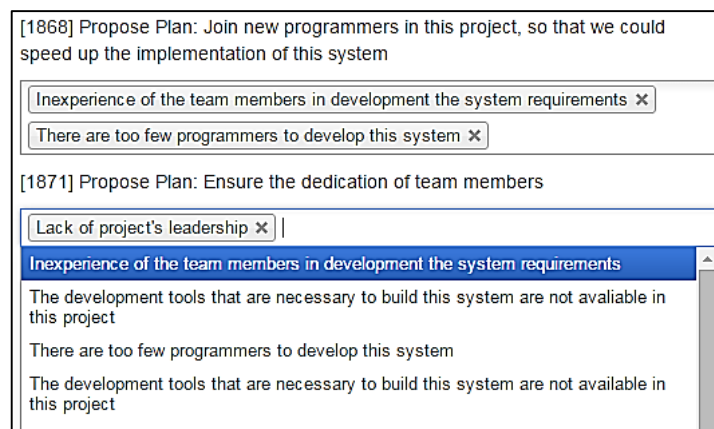 [1868] Propose Plan: Join new programmers in this project, so that we could
speed up the implementation of this system
Inexperience of the team members in development the system requirements ×
There are too few programmers to develop this system ×
[1871] Propose Plan: Ensure the dedication of team members
Lack of project's leadership ×
Inexperience of the team members in development the system requirements
The development tools that are necessary to build this system are not avaliable in
this project
There are too few programmers to develop this system
The development tools that are necessary to build this system are not available in
this project